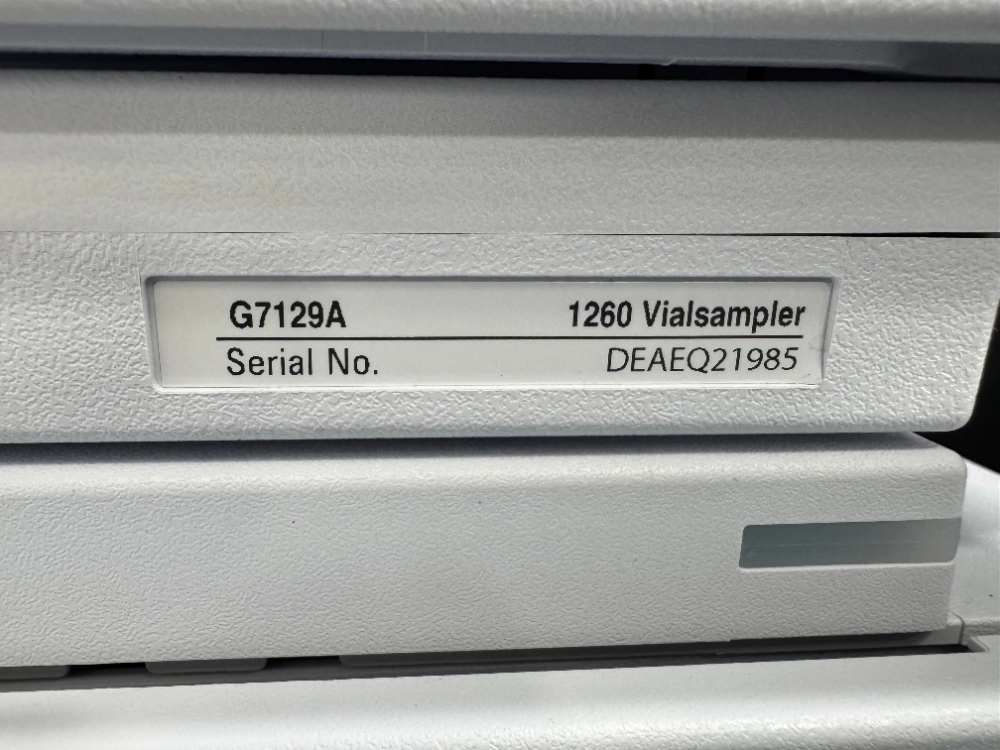 G7129A 1260 Vialsampler
Serial No. DEAEQ21985